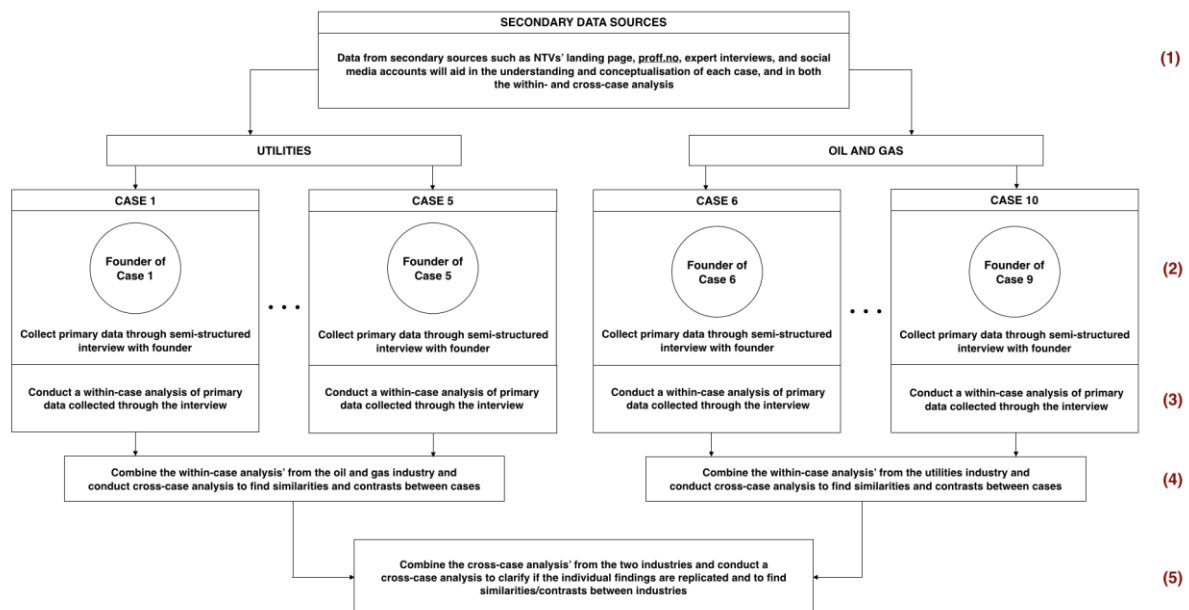 SECONDARY DATA SOURCES
Data from secondary sources such as NTVs' landing page, proff.no, expert interviews, and social
media accounts will aid in the understanding and conceptualisation of each case, and in both
the within- and cross-case analysis
(1)
UTILITIES
OIL AND GAS
CASE 1
Founder of
Case 1
Collect primary data through semi-structured
interview with founder
Conduct a within-case analysis of primary
data collected through the interview
. . .
CASE 5
Founder of
Case 5
Collect primary data through semi-structured
interview with founder
Conduct a within-case analysis of primary
data collected through the interview
CASE 6
Founder of
Case 6
Collect primary data through semi-structured
interview with founder
Conduct a within-case analysis of primary
data collected through the interview
. . .
CASE 10
Founder of
Case 9
Collect primary data through semi-structured
interview with founder
Conduct a within-case analysis of primary
data collected through the interview
(2)
(3)
Combine the within-case analysis' from the oil and gas industry and
conduct cross-case analysis to find similarities and contrasts between cases
Combine the within-case analysis' from the utilities industry and
conduct cross-case analysis to find similarities and contrasts between cases
(4)
Combine the cross-case analysis' from the two industries and conduct a
cross-case analysis to clarify if the individual findings are replicated and to find
similarities/contrasts between industries
(5)